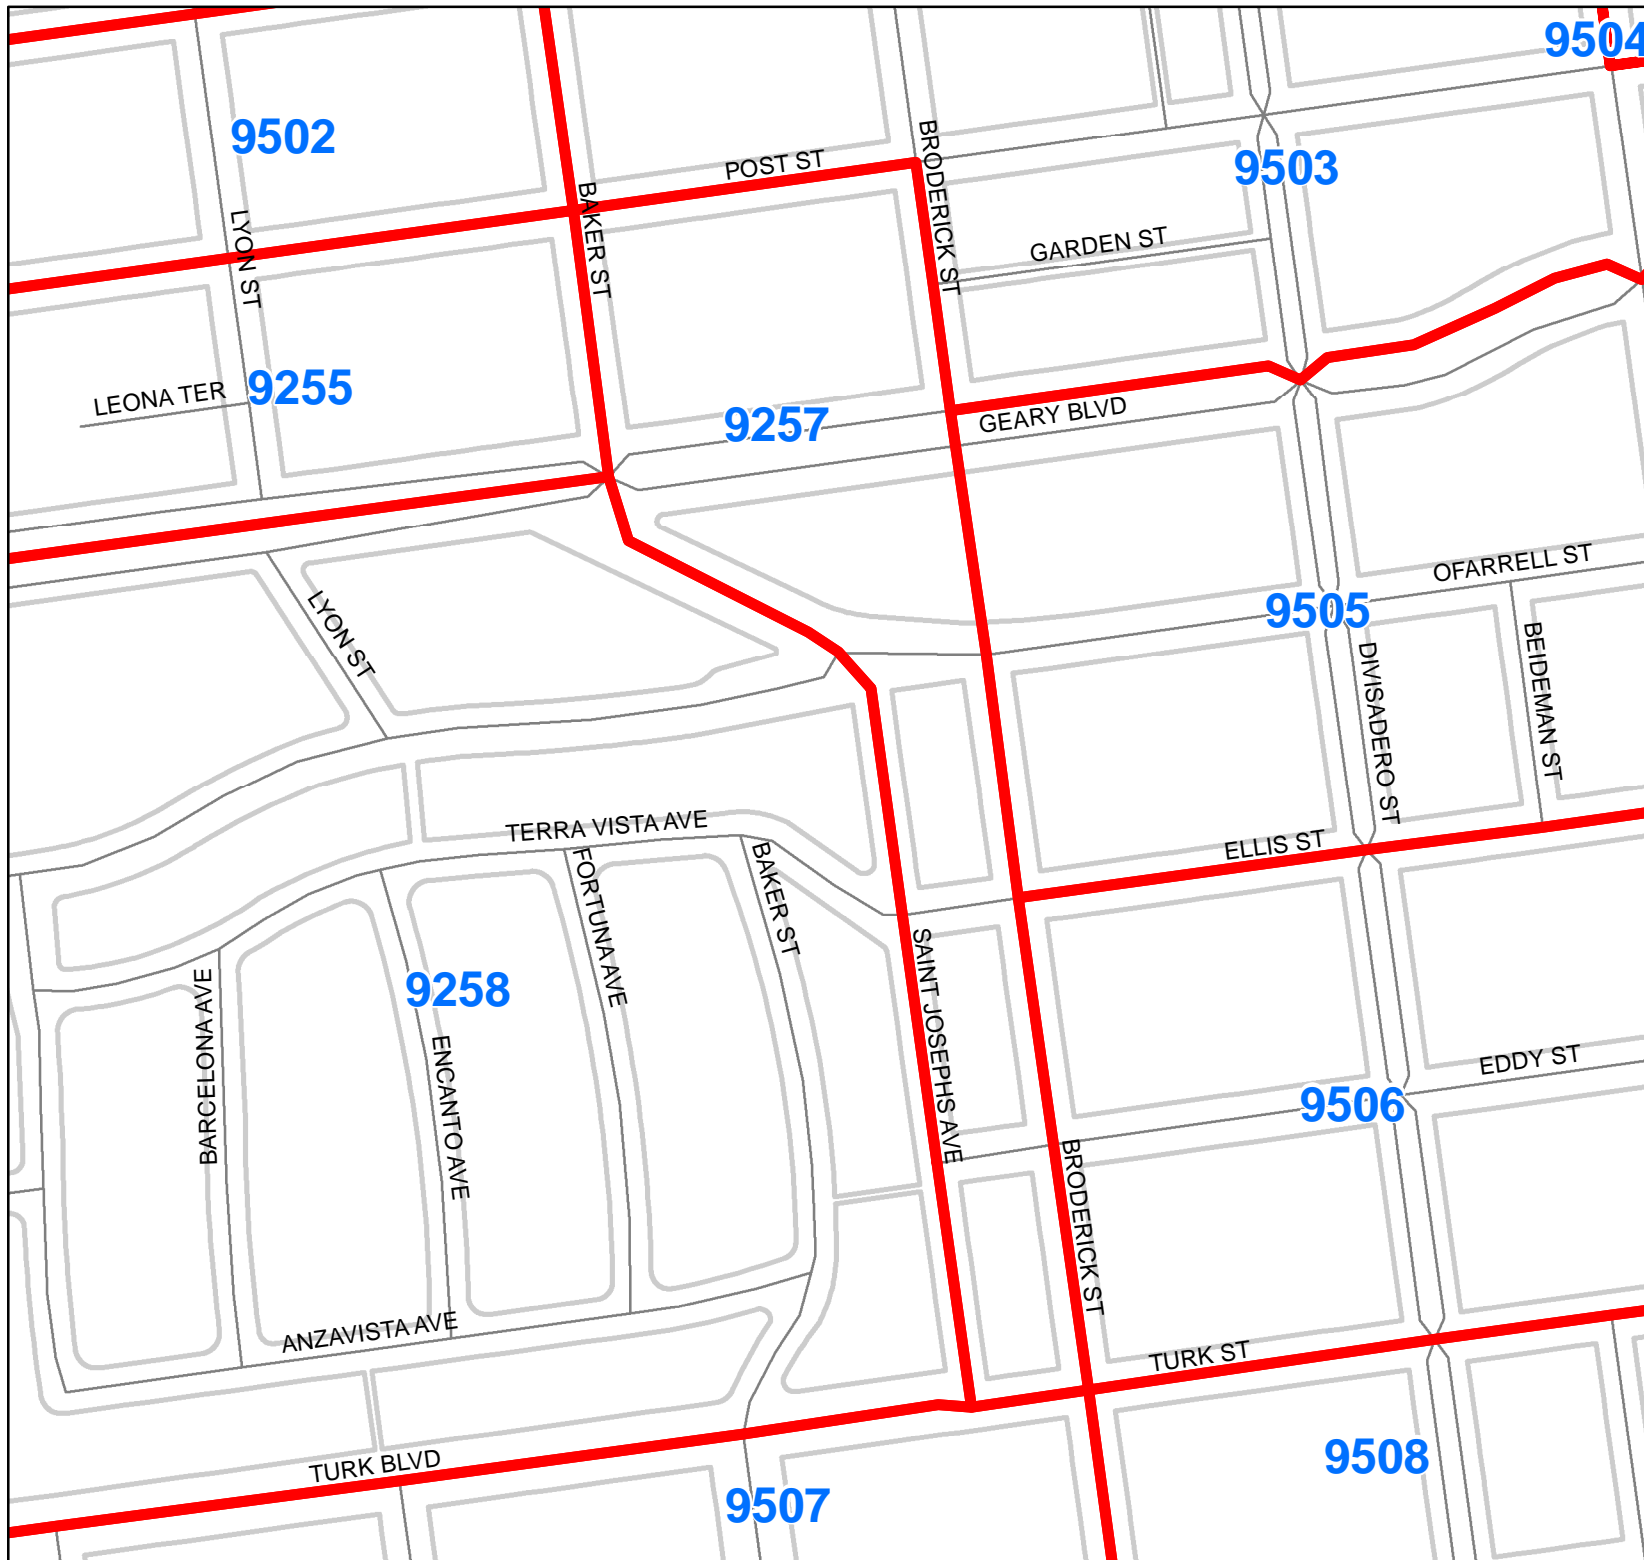 9504
9502
POST ST
BRODERICK ST
9503
BAKER ST
LYON ST
GARDEN ST
LEONA TER
9255
9257
GEARY BLVD
OFARRELL ST
9505
LYON ST
BEIDEMAN ST
DIVISADERO ST
TERRA VISTA AVE
ELLIS ST
FORTUNA AVE
BAKER ST
SAINT JOSEPHS AVE
BARCELONA AVE
9258
ENCANTO AVE
EDDY ST
9506
BRODERICK ST
ANZAVISTA AVE
TURK ST
TURK BLVD
9508
9507